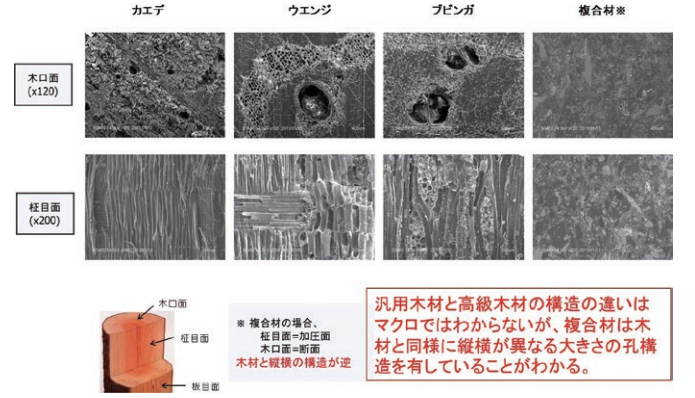 カエデ
ウエンジ
ブビンガ
複合材※
木口面
(x120)
柾目面
(x200)
木口面
柾目面
板目面
※ 複合材の場合、
柾目面=加圧面
木口面=断面
木材と縦横の構造が逆
汎用木材と高級木材の構造の違いは
マクロではわからないが、複合材は木
材と同様に縦横が異なる大きさの孔構
造を有していることがわかる。